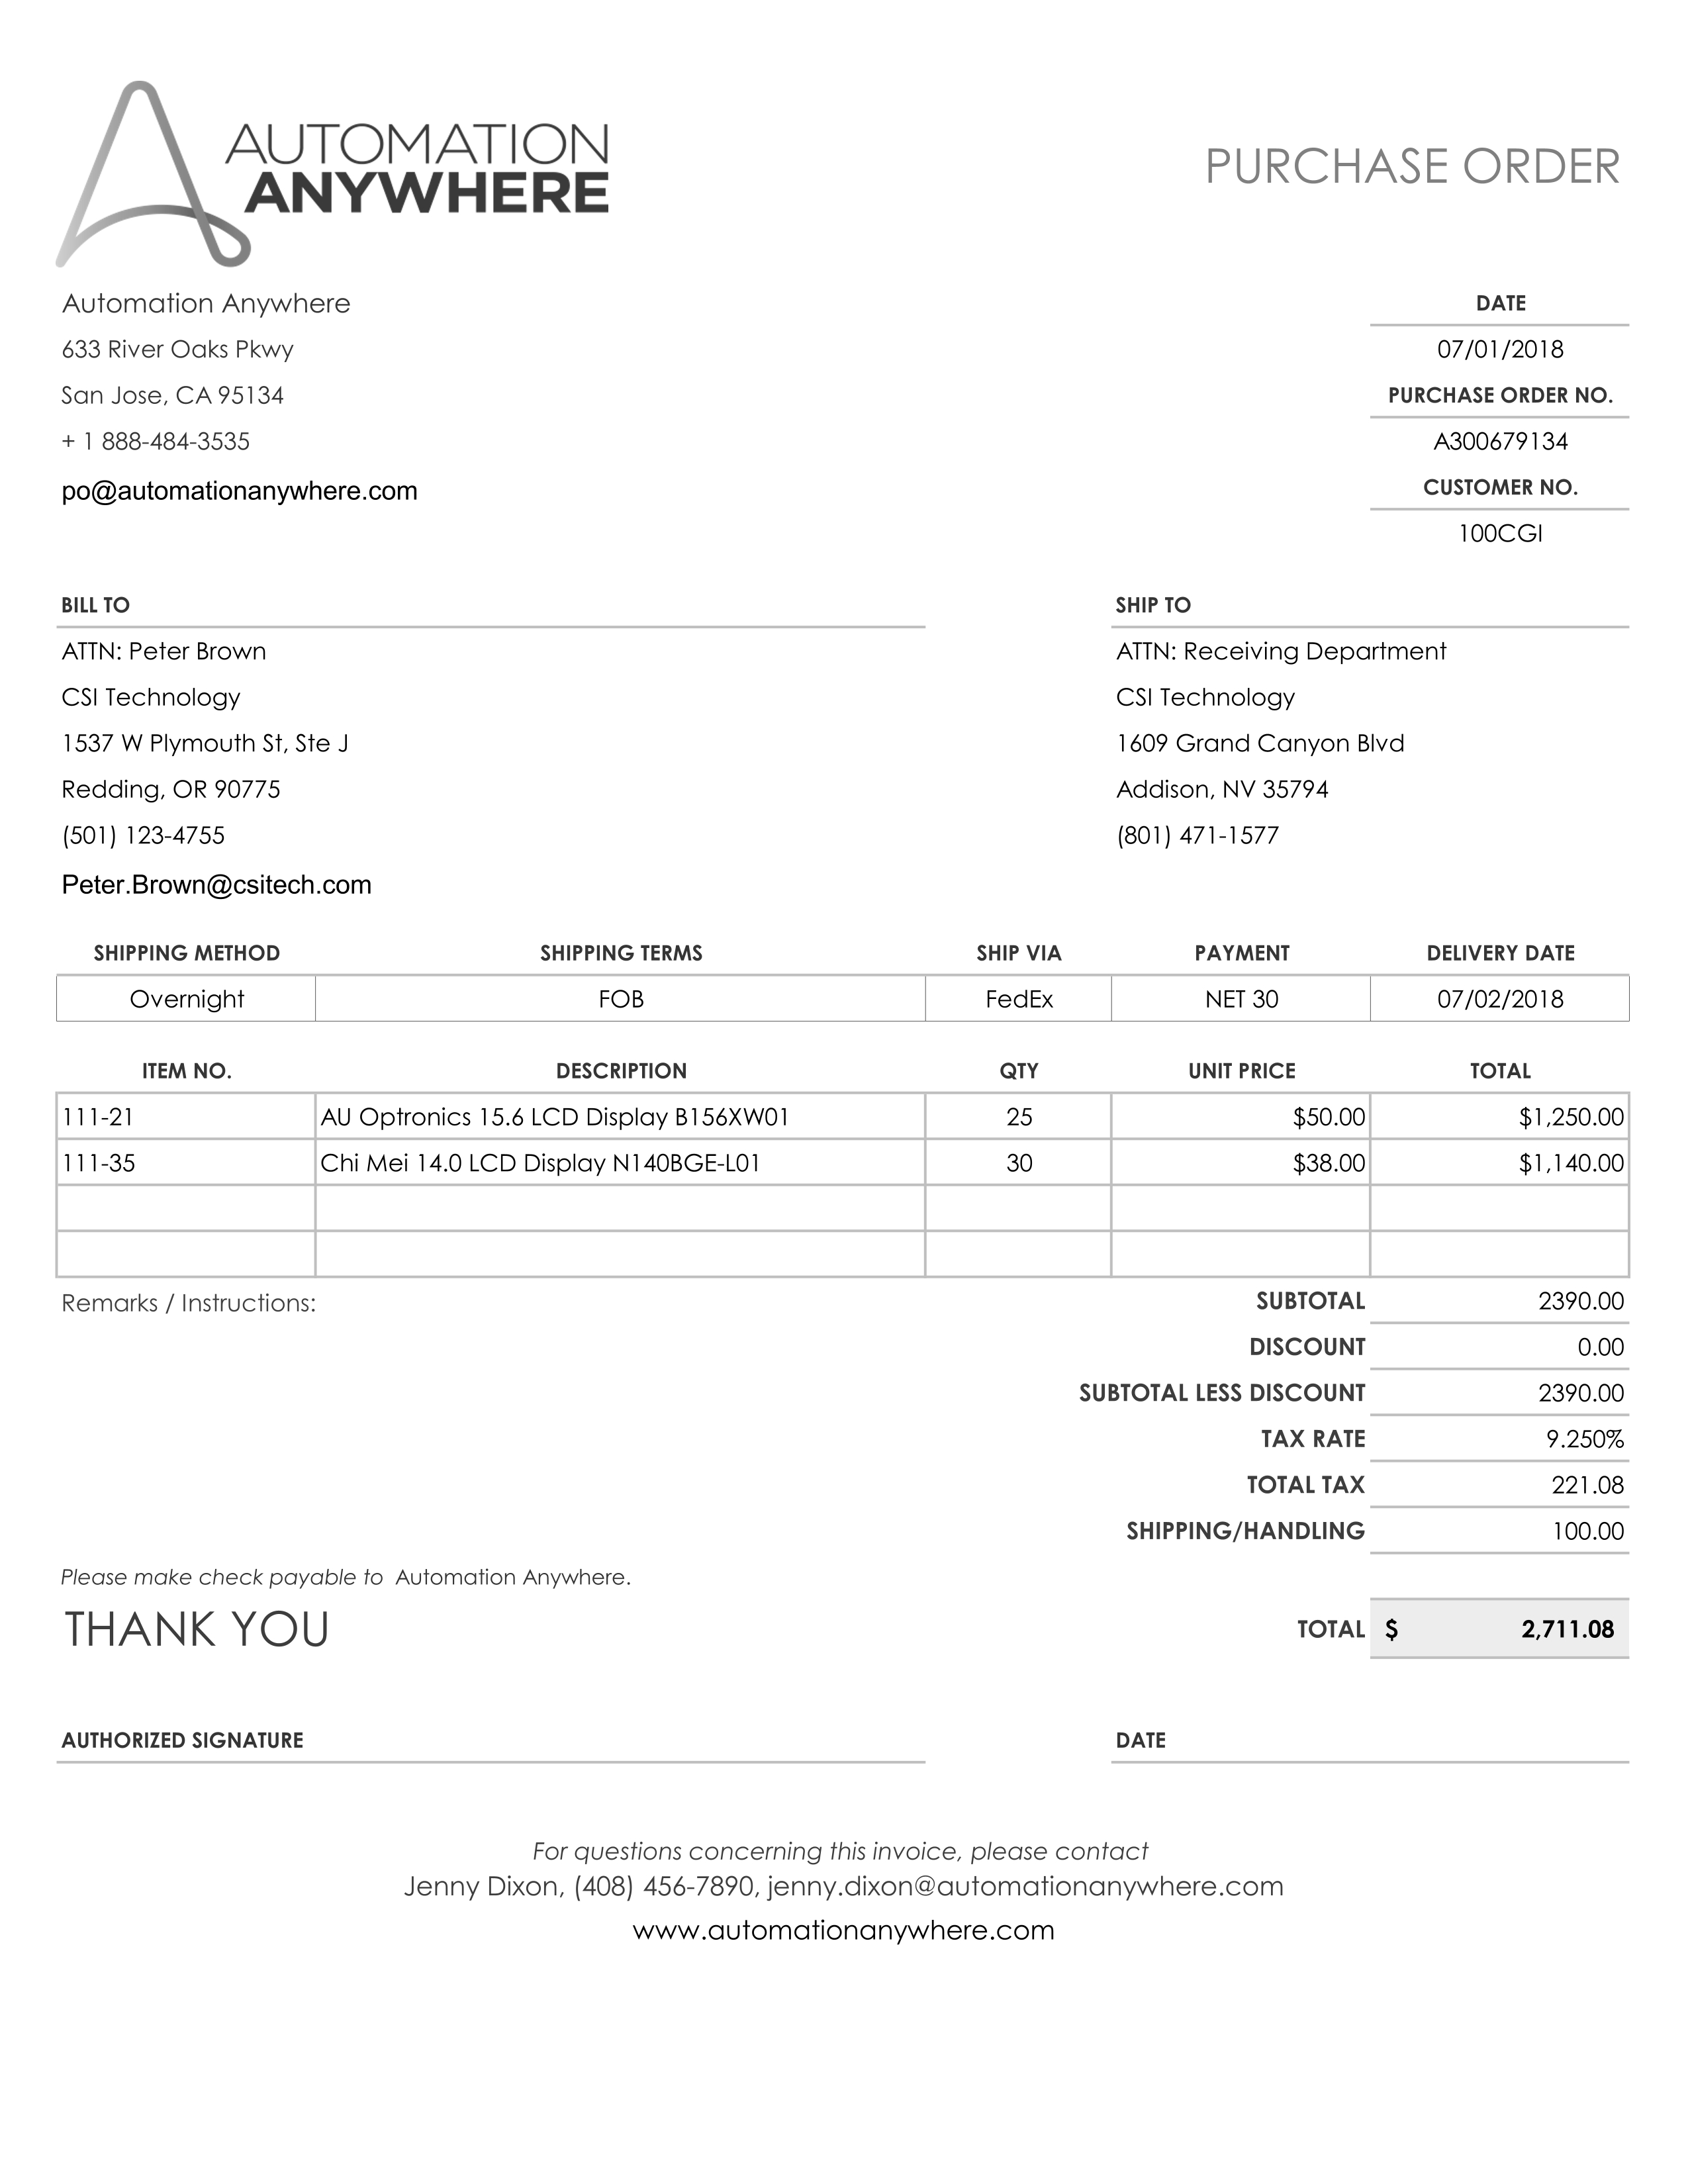 AUTOMATION
ANYWHERE
PURCHASE ORDER
Automation Anywhere
633 River Oaks Pkwy
San Jose, CA 95134
+ 1 888-484-3535
po@automationanywhere.com
DATE
07/01/2018
PURCHASE ORDER NO.
A300679134
CUSTOMER NO.
100CGI
BILL TO
ATTN: Peter Brown
CSI Technology
1537 W Plymouth St, Ste J
Redding, OR 90775
(501) 123-4755
Peter.Brown@csitech.com
SHIP TO
ATTN: Receiving Department
CSI Technology
1609 Grand Canyon Blvd
Addison, NV 35794
(801) 471-1577
SHIPPING METHOD SHIPPING TERMS SHIP VIA PAYMENT DELIVERY DATE
Overnight FOB FedEx NET 30 07/02/2018
ITEM NO. DESCRIPTION QTY UNIT PRICE TOTAL
111-21 AU Optronics 15.6 LCD Display B156XW01 25 $50.00 $1,250.00
111-35 Chi Mei 14.0 LCD Display N140BGE-L01 30 $38.00 $1,140.00
Remarks / Instructions:
SUBTOTAL 2390.00
DISCOUNT 0.00
SUBTOTAL LESS DISCOUNT 2390.00
TAX RATE 9.250%
TOTAL TAX 221.08
SHIPPING/HANDLING 100.00
Please make check payable to Automation Anywhere.
THANK YOU
TOTAL $ 2,711.08
AUTHORIZED SIGNATURE
DATE
For questions concerning this invoice, please contact
Jenny Dixon, (408) 456-7890, jenny.dixon@automationanywhere.com
www.automationanywhere.com